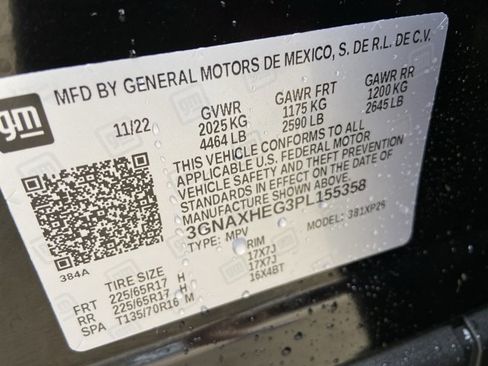 gm
MFD BY GENERAL MOTORS DE MEXICO, S. DE R.L. DE C.V.
11/22 GVWR GAWR FRT GAWR RR
2025 KG 1175 KG 1200 KG
4464 LB 2590 LB 2645 LB
THIS VEHICLE CONFORMS TO ALL
APPLICABLE U.S. FEDERAL MOTOR
VEHICLE SAFETY AND THEFT PREVENTION
STANDARDS IN EFFECT ON THE DATE OF
MANUFACTURE SHOWN ABOVE.
3GNAXHEG3PL155358
TYPE: MPV MODEL: 381XP26
384A
TIRE SIZE RIM
FRT 225/65R17 H 17X7J
RR 225/65R17 H 17X7J
SPA T135/70R16 M 16X4BT